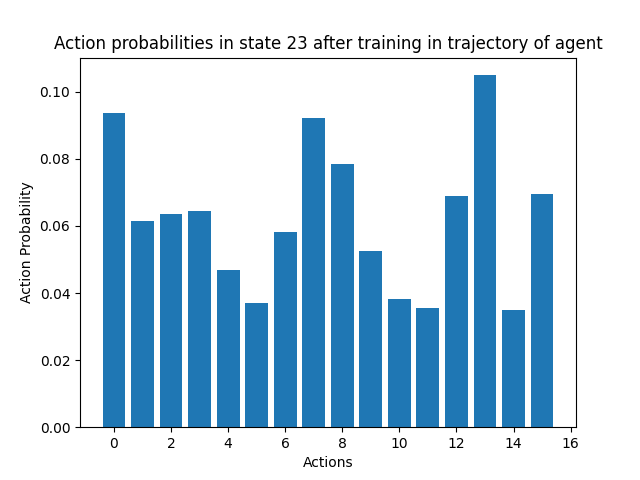 Action probabilities in state 23 after training in trajectory of agent
0.10
0.08
0.06
0.04
0.02
0.00
Action Probability
0 2 4 6 8 10 12 14 16
Actions